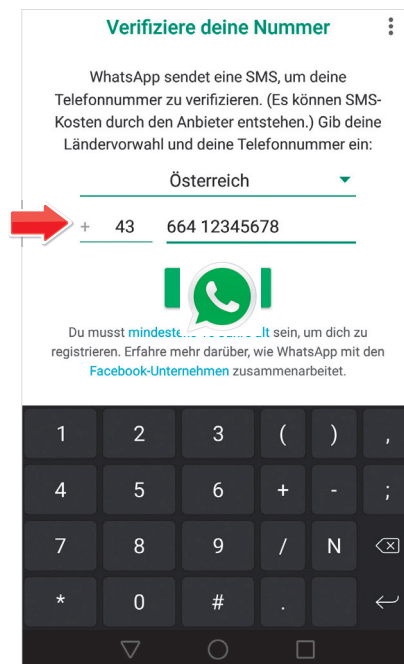 Verifiziere deine Nummer
WhatsApp sendet eine SMS, um deine
Telefonnummer zu verifizieren. (Es können SMS-
Kosten durch den Anbieter entstehen.) Gib deine
Ländervorwahl und deine Telefonnummer ein:
Österreich
+ 43 664 12345678
Du musst sein, um dich zu
registrieren. Erfahre mehr darüber, wie WhatsApp mit den
Facebook-Unternehmen zusammenarbeitet.
1 2 3 ( ) ,
4 5 6 + - ;
7 8 9 / N
* 0 # .